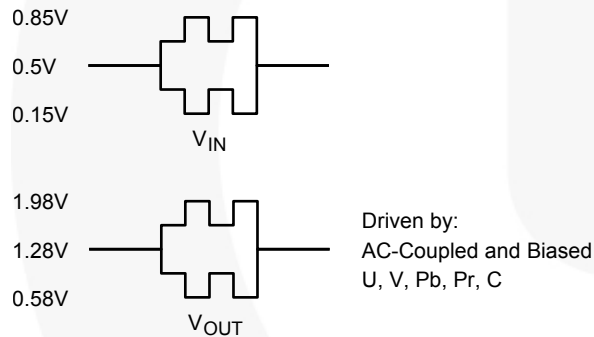 0.85V
0.5V
0.15V
VIN
1.98V
1.28V
0.58V
VOUT
Driven by:
AC-Coupled and Biased
U, V, Pb, Pr, C